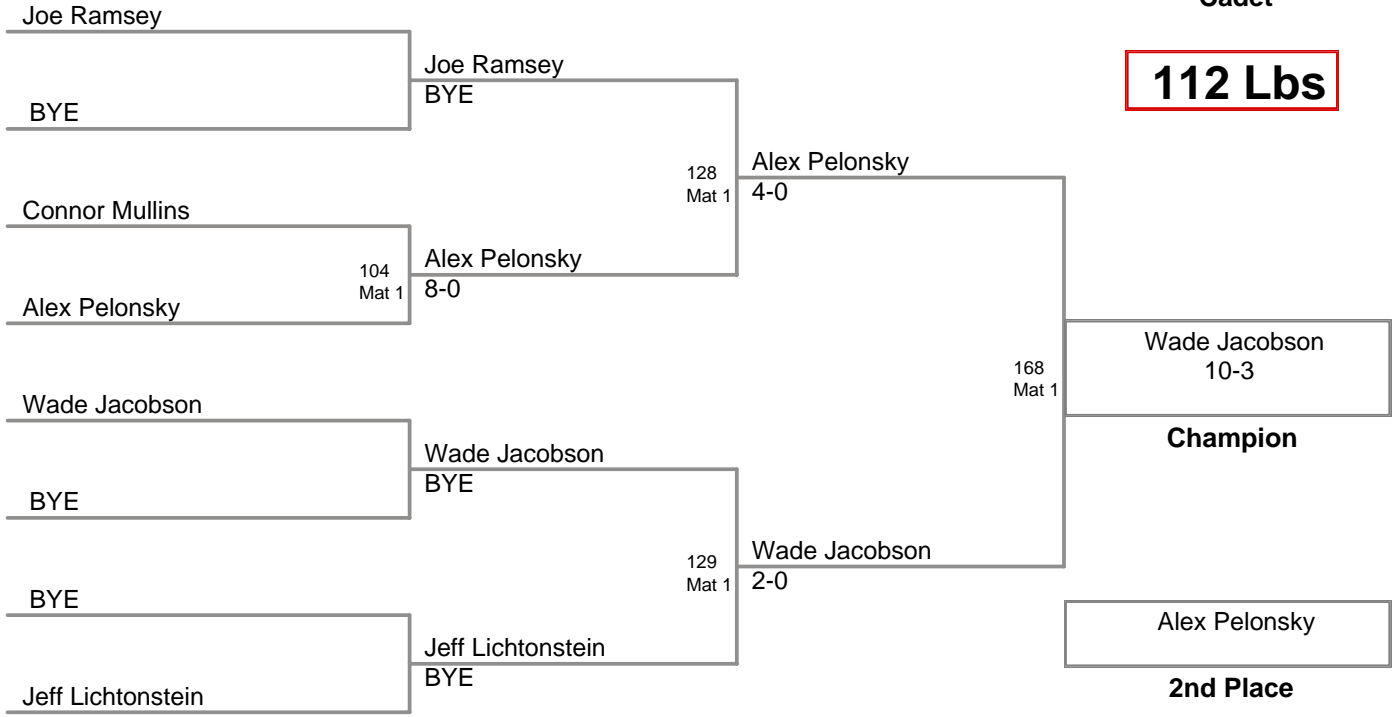 Cadet
112 Lbs
Joe Ramsey
BYE
Connor Mullins
Alex Pelonsky
Wade Jacobson
BYE
BYE
Jeff Lichtonstein
104
Mat 1
Joe Ramsey
BYE
Alex Pelonsky
8-0
Wade Jacobson
BYE
Jeff Lichtonstein
BYE
128
Mat 1
129
Mat 1
Alex Pelonsky
4-0
Wade Jacobson
2-0
168
Mat 1
Wade Jacobson
10-3
Champion
Alex Pelonsky
2nd Place